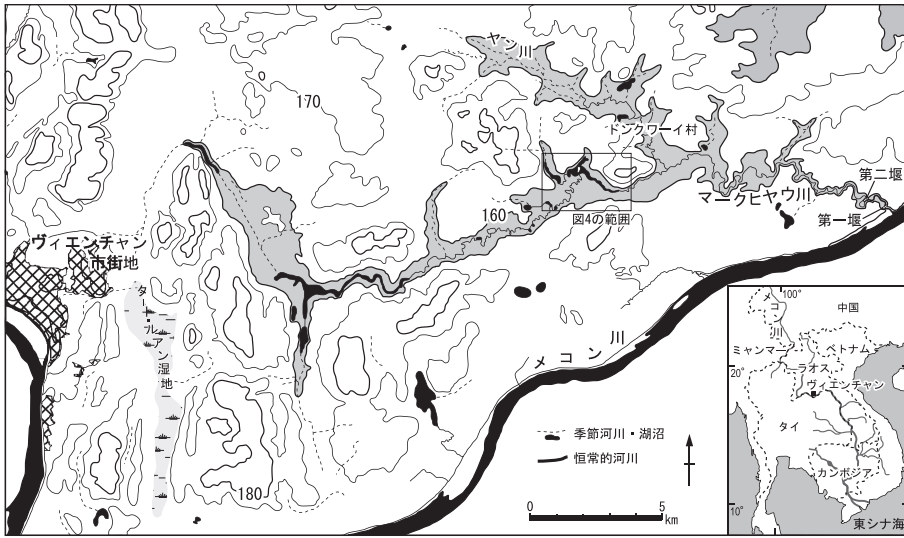 ヤン川
170
ドンクワーイ村
160
図4の範囲
マークヒヤウ川
第二堰
第一堰
ヴィエンチャン
市街地
タールアン湿地
メコン川
180
季節河川・湖沼
恒常的河川
0 5
km
100°
メコン川
中国
ミャンマー
ベトナム
ラオス
20°
ヴィエンチャン
タイ
カンボジア
10°
東シナ海